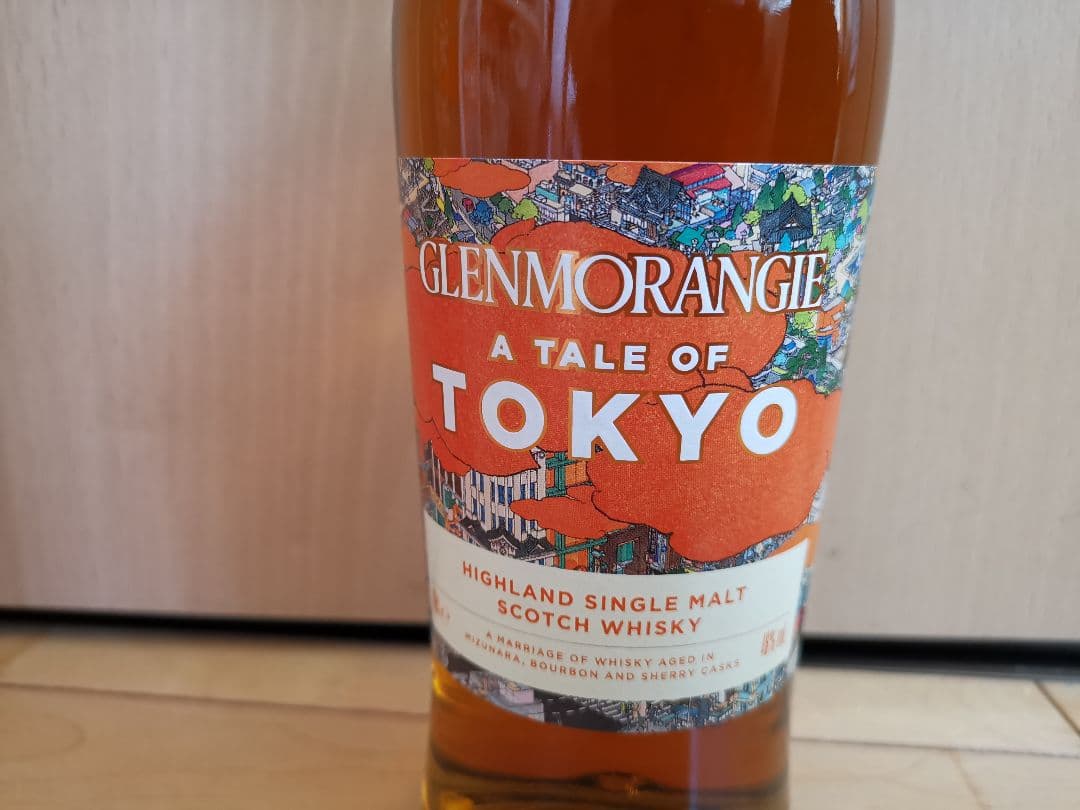 GLENMORANGIE
A TALE OF
TOKYO
HIGHLAND SINGLE MALT
SCOTCH WHISKY
A MARRIAGE OF WHISKY AGED IN
MIZUNARA, BOURBON AND SHERRY CASKS